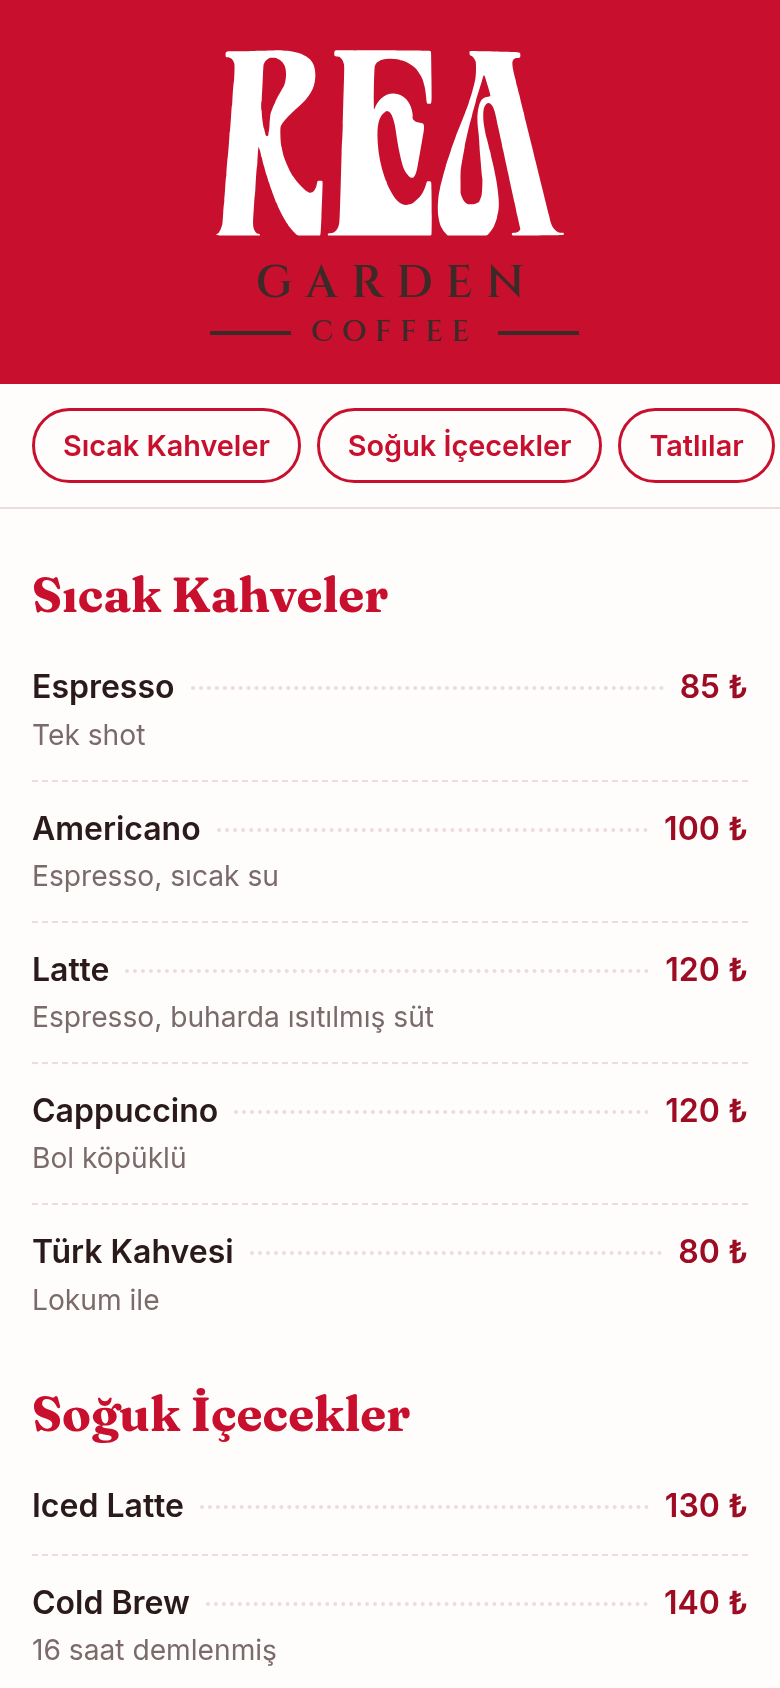 REA
GARDEN
COFFEE
Sıcak Kahveler
Soğuk İçecekler
Tatlılar
Sıcak Kahveler
Espresso 85 ₺
Tek shot
Americano 100 ₺
Espresso, sıcak su
Latte 120 ₺
Espresso, buharda ısıtılmış süt
Cappuccino 120 ₺
Bol köpüklü
Türk Kahvesi 80 ₺
Lokum ile
Soğuk İçecekler
Iced Latte 130 ₺
Cold Brew 140 ₺
16 saat demlenmiş